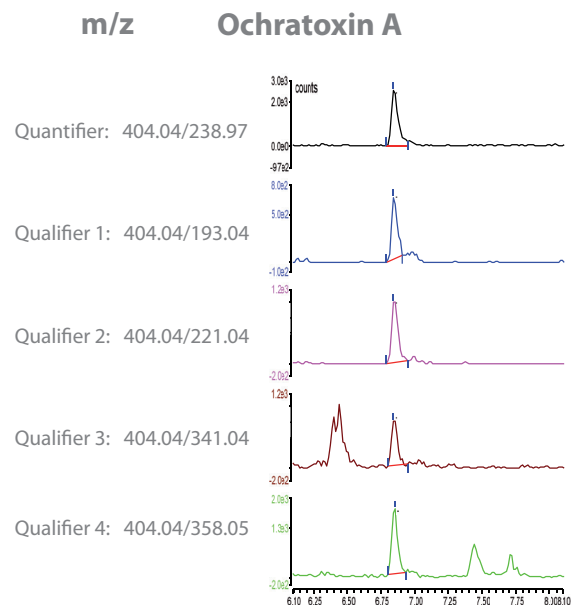 m/z Ochratoxin A
3.0e3
counts
2.0e3
Quantifier: 404.04/238.97
0.0e0
-97e2
8.0e2
5.0e2
Qualifier 1: 404.04/193.04
-1.0e2
1.2e3
Qualifier 2: 404.04/221.04
-2.0e2
1.2e3
Qualifier 3: 404.04/341.04
-2.0e2
2.0e3
1.3e3
Qualifier 4: 404.04/358.05
-2.0e2
6.10 6.25 6.50 6.75 7.00 7.25 7.50 7.75 8.00 8.10